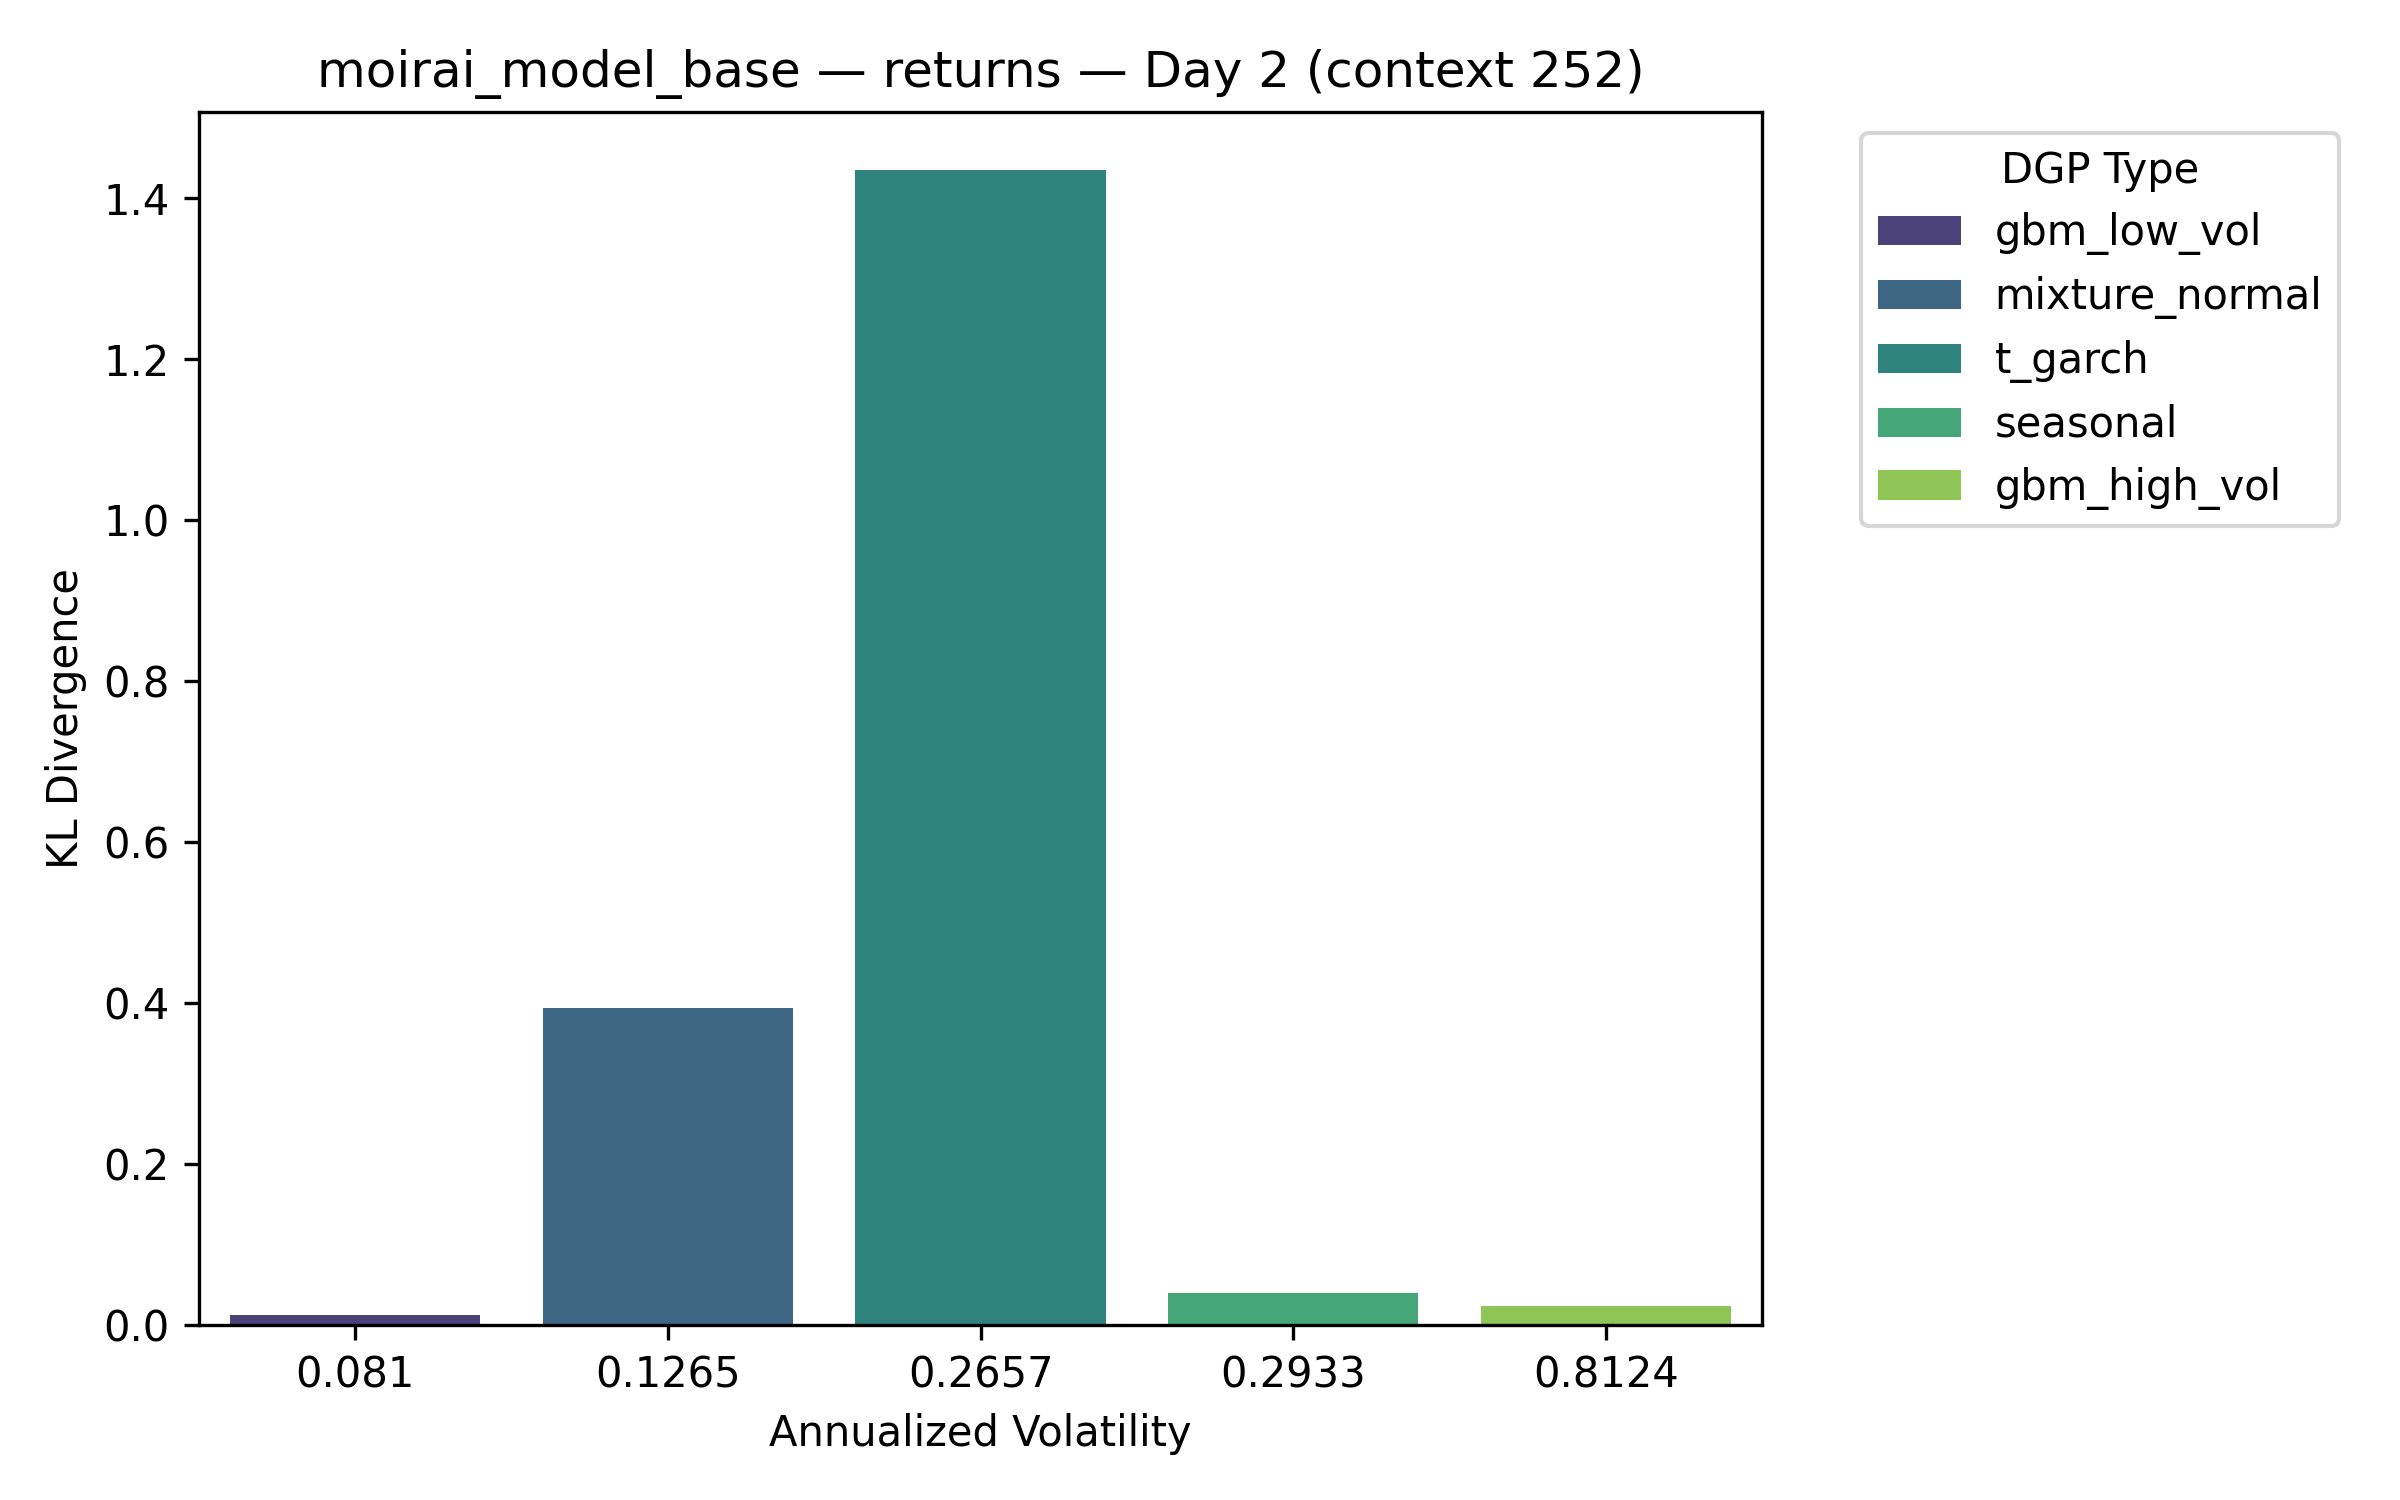 moirai_model_base — returns — Day 2 (context 252)
DGP Type
gbm_low_vol
mixture_normal
t_garch
seasonal
gbm_high_vol
KL Divergence
1.4
1.2
1.0
0.8
0.6
0.4
0.2
0.0
0.081 0.1265 0.2657 0.2933 0.8124
Annualized Volatility